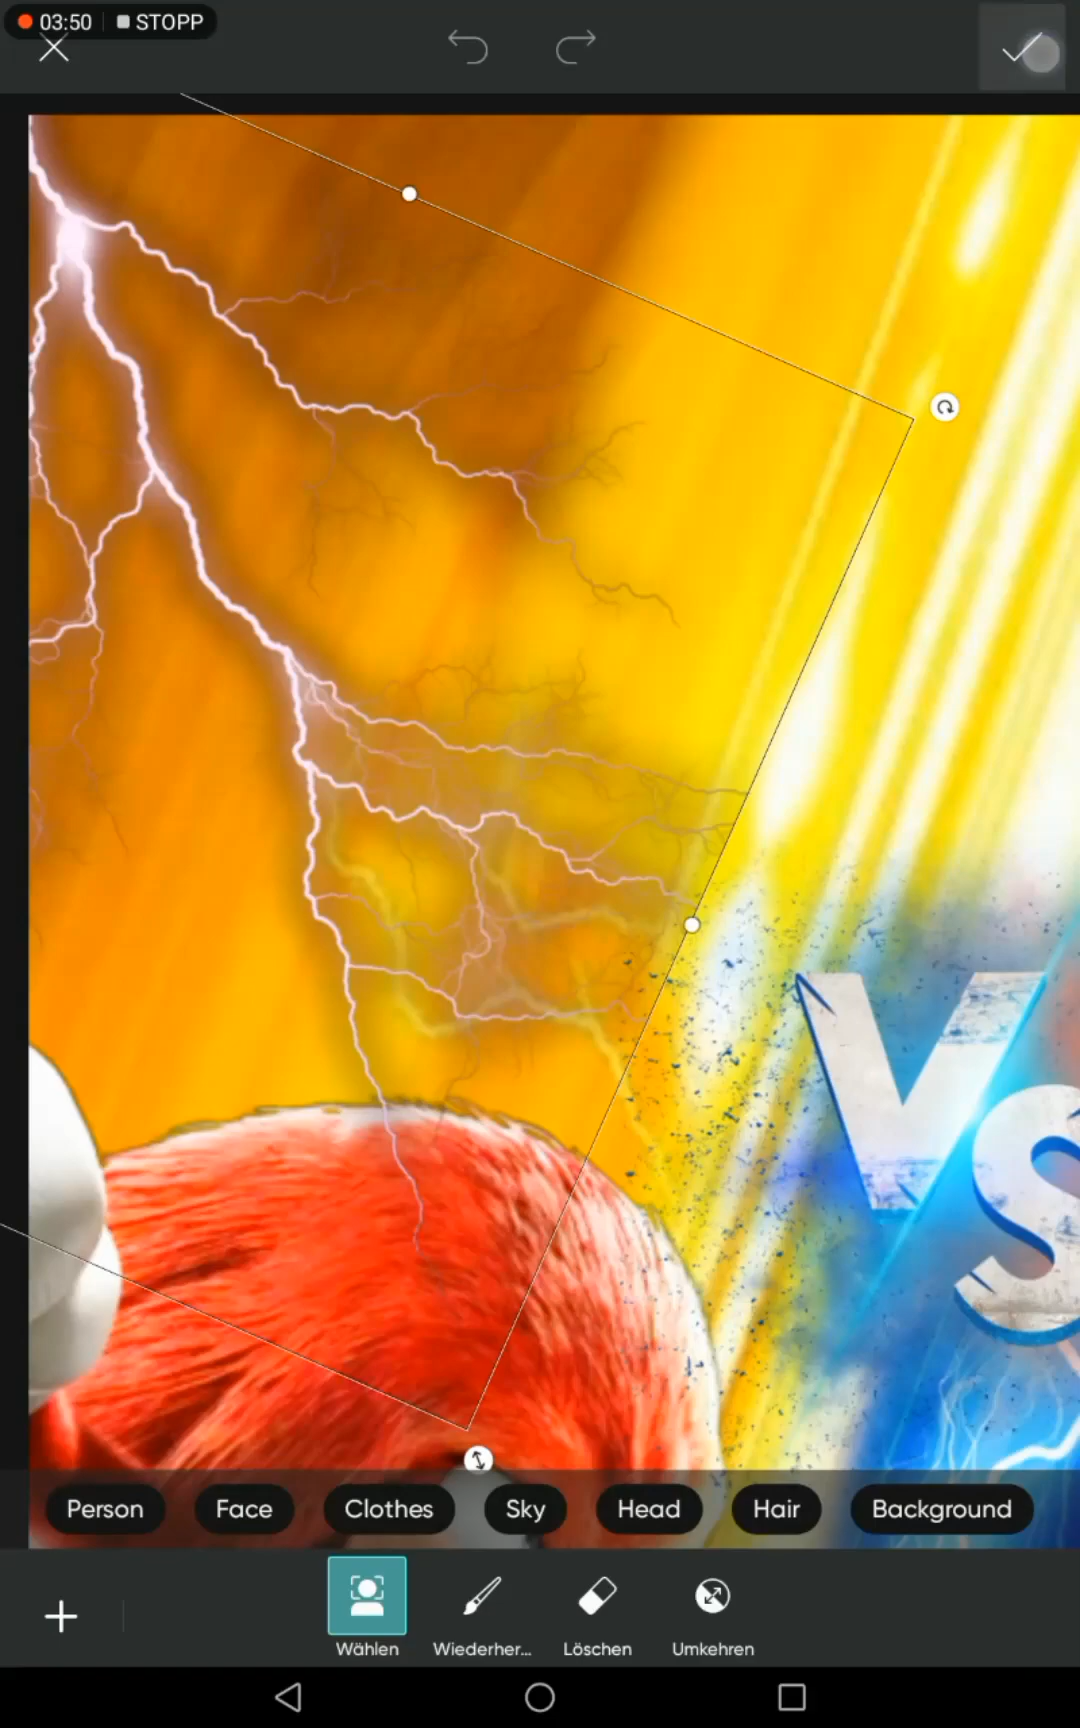 03:50 STOPP
VS
Person Face Clothes Sky Head Hair Background
Wählen Wiederher... Löschen Umkehren